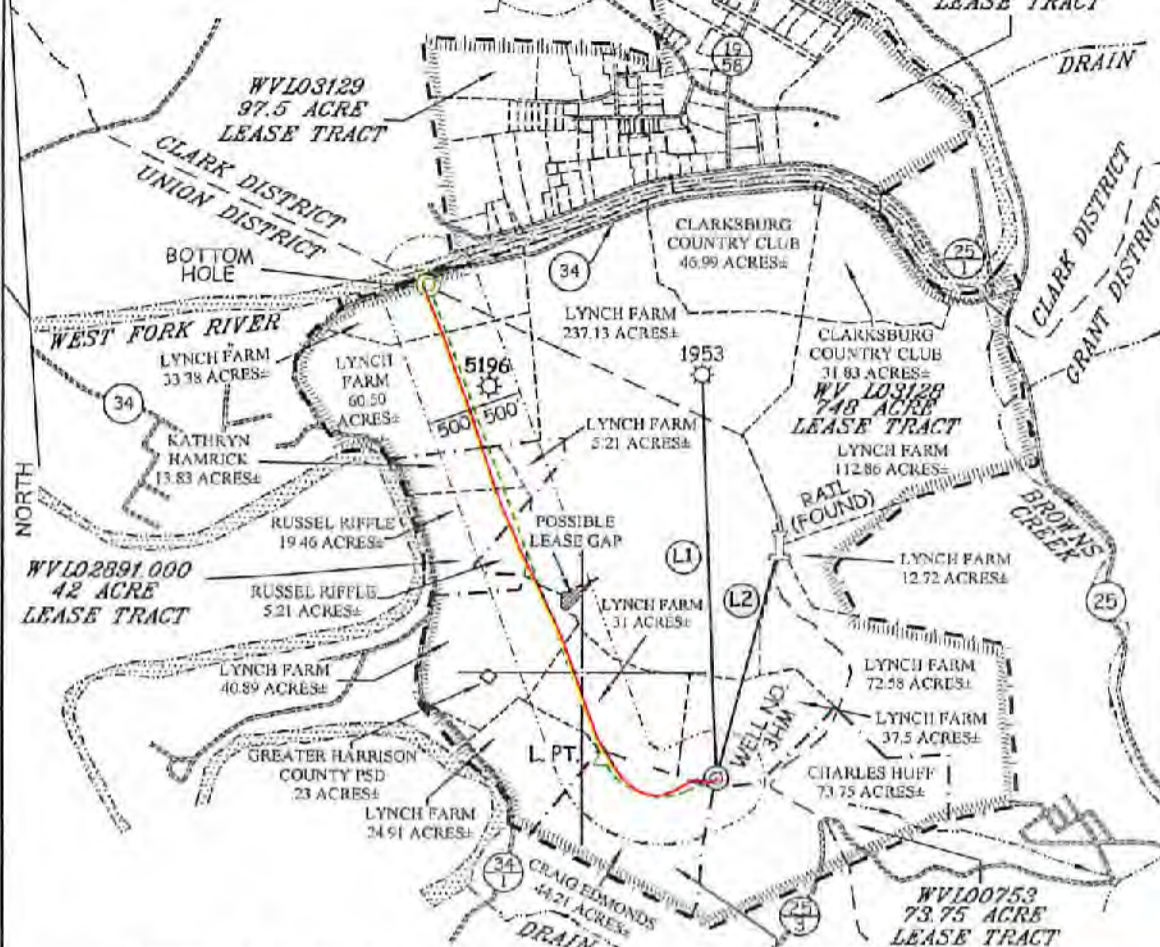 LEASE TRACT
DRAIN
19
56
WVL03129
97.5 ACRE
LEASE TRACT
CLARK DISTRICT
UNION DISTRICT
BOTTOM
HOLE
WEST FORK RIVER
34
CLARKSBURG
COUNTRY CLUB
46.99 ACRES±
25
1
CLARK DISTRICT
GRANT DISTRICT
LYNCH FARM
237.13 ACRES±
1953
CLARKSBURG
COUNTRY CLUB
31.83 ACRES±
WV L03128
748 ACRE
LEASE TRACT
LYNCH FARM
33.38 ACRES±
LYNCH
FARM
60.50
ACRES±
5196
500'
500'
34
KATHRYN
HAMRICK
13.83 ACRES±
LYNCH FARM
5.21 ACRES±
LYNCH FARM
112.86 ACRES±
RAIL
(FOUND)
BROWNS
CREEK
NORTH
RUSSEL RIFFLE
19.46 ACRES±
POSSIBLE
LEASE GAP
L1
LYNCH FARM
12.72 ACRES±
WVL02891.000
42 ACRE
LEASE TRACT
RUSSEL RIFFLE
5.21 ACRES±
LYNCH FARM
31 ACRES±
L2
25
LYNCH FARM
40.89 ACRES±
LYNCH FARM
72.58 ACRES±
WELL NO.
3HM
LYNCH FARM
37.5 ACRES±
GREATER HARRISON
COUNTY PSD
.23 ACRES±
L. PT.
CHARLES HUFF
73.75 ACRES±
LYNCH FARM
24.91 ACRES±
34
1
CRAIG EDMONDS
44.21 ACRES±
DRAIN
25
3
WVL00753
73.75 ACRE
LEASE TRACT